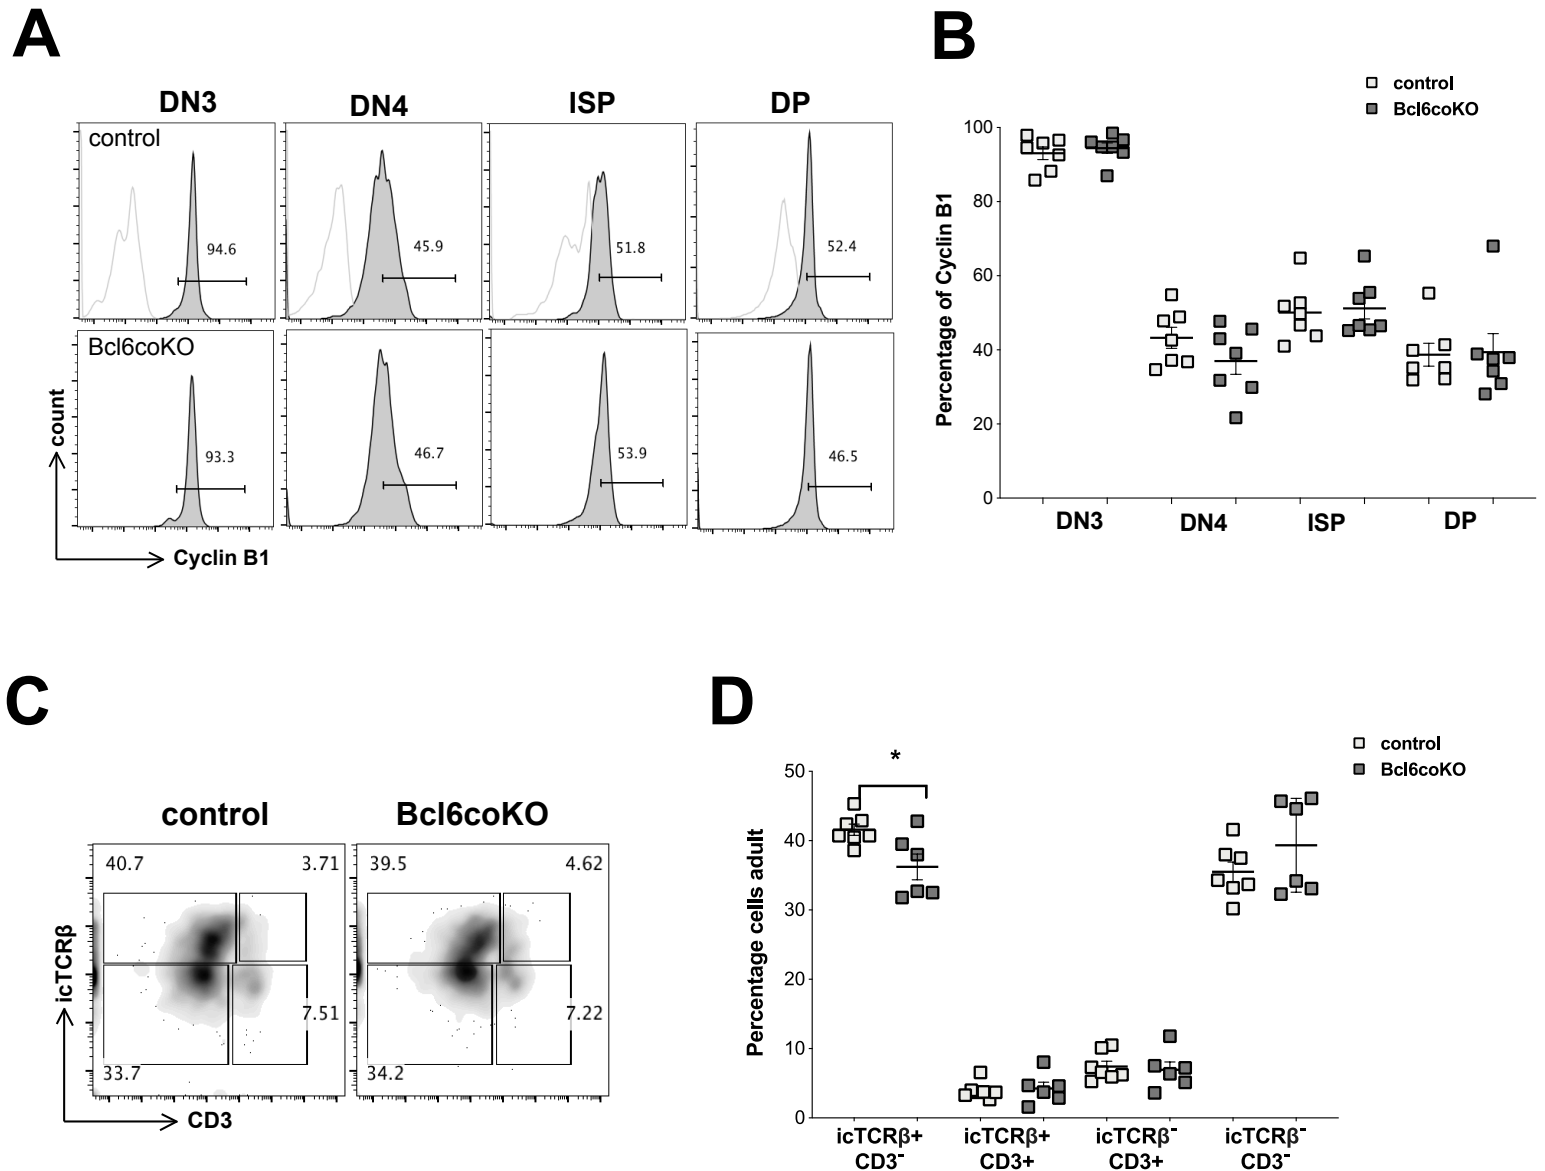 A
DN3
DN4
ISP
DP
control
94.6
45.9
51.8
52.4
Bcl6coKO
93.3
46.7
53.9
46.5
count
Cyclin B1
B
control
Bcl6coKO
Percentage of Cyclin B1
100
80
60
40
20
0
DN3
DN4
ISP
DP
C
control
Bcl6coKO
40.7
3.71
39.5
4.62
7.51
7.22
33.7
34.2
icTCRβ
CD3
D
control
Bcl6coKO
*
Percentage cells adult
50
40
30
20
10
0
icTCRβ+
CD3-
icTCRβ+
CD3+
icTCRβ-
CD3+
icTCRβ-
CD3-